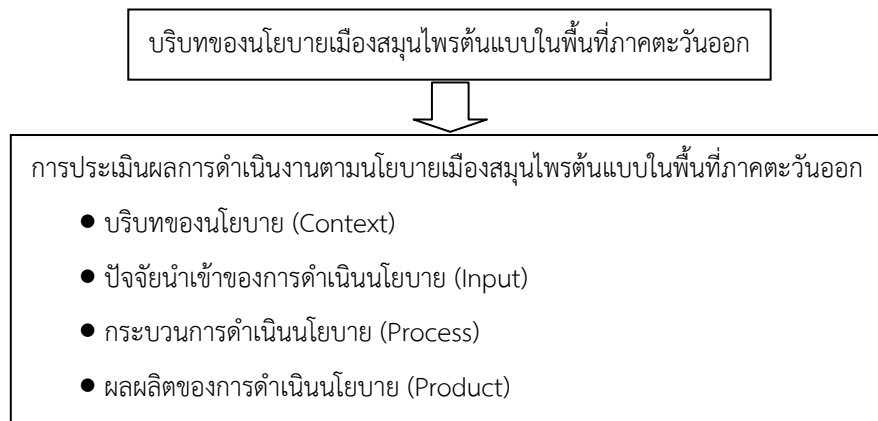 บริบทของนโยบายเมืองสมุนไพรต้นแบบในพื้นที่ภาคตะวันออก
การประเมินผลการดำเนินงานตามนโยบายเมืองสมุนไพรต้นแบบในพื้นที่ภาคตะวันออก
● บริบทของนโยบาย (Context)
● ปัจจัยนำเข้าของการดำเนินนโยบาย (Input)
● กระบวนการดำเนินนโยบาย (Process)
● ผลผลิตของการดำเนินนโยบาย (Product)